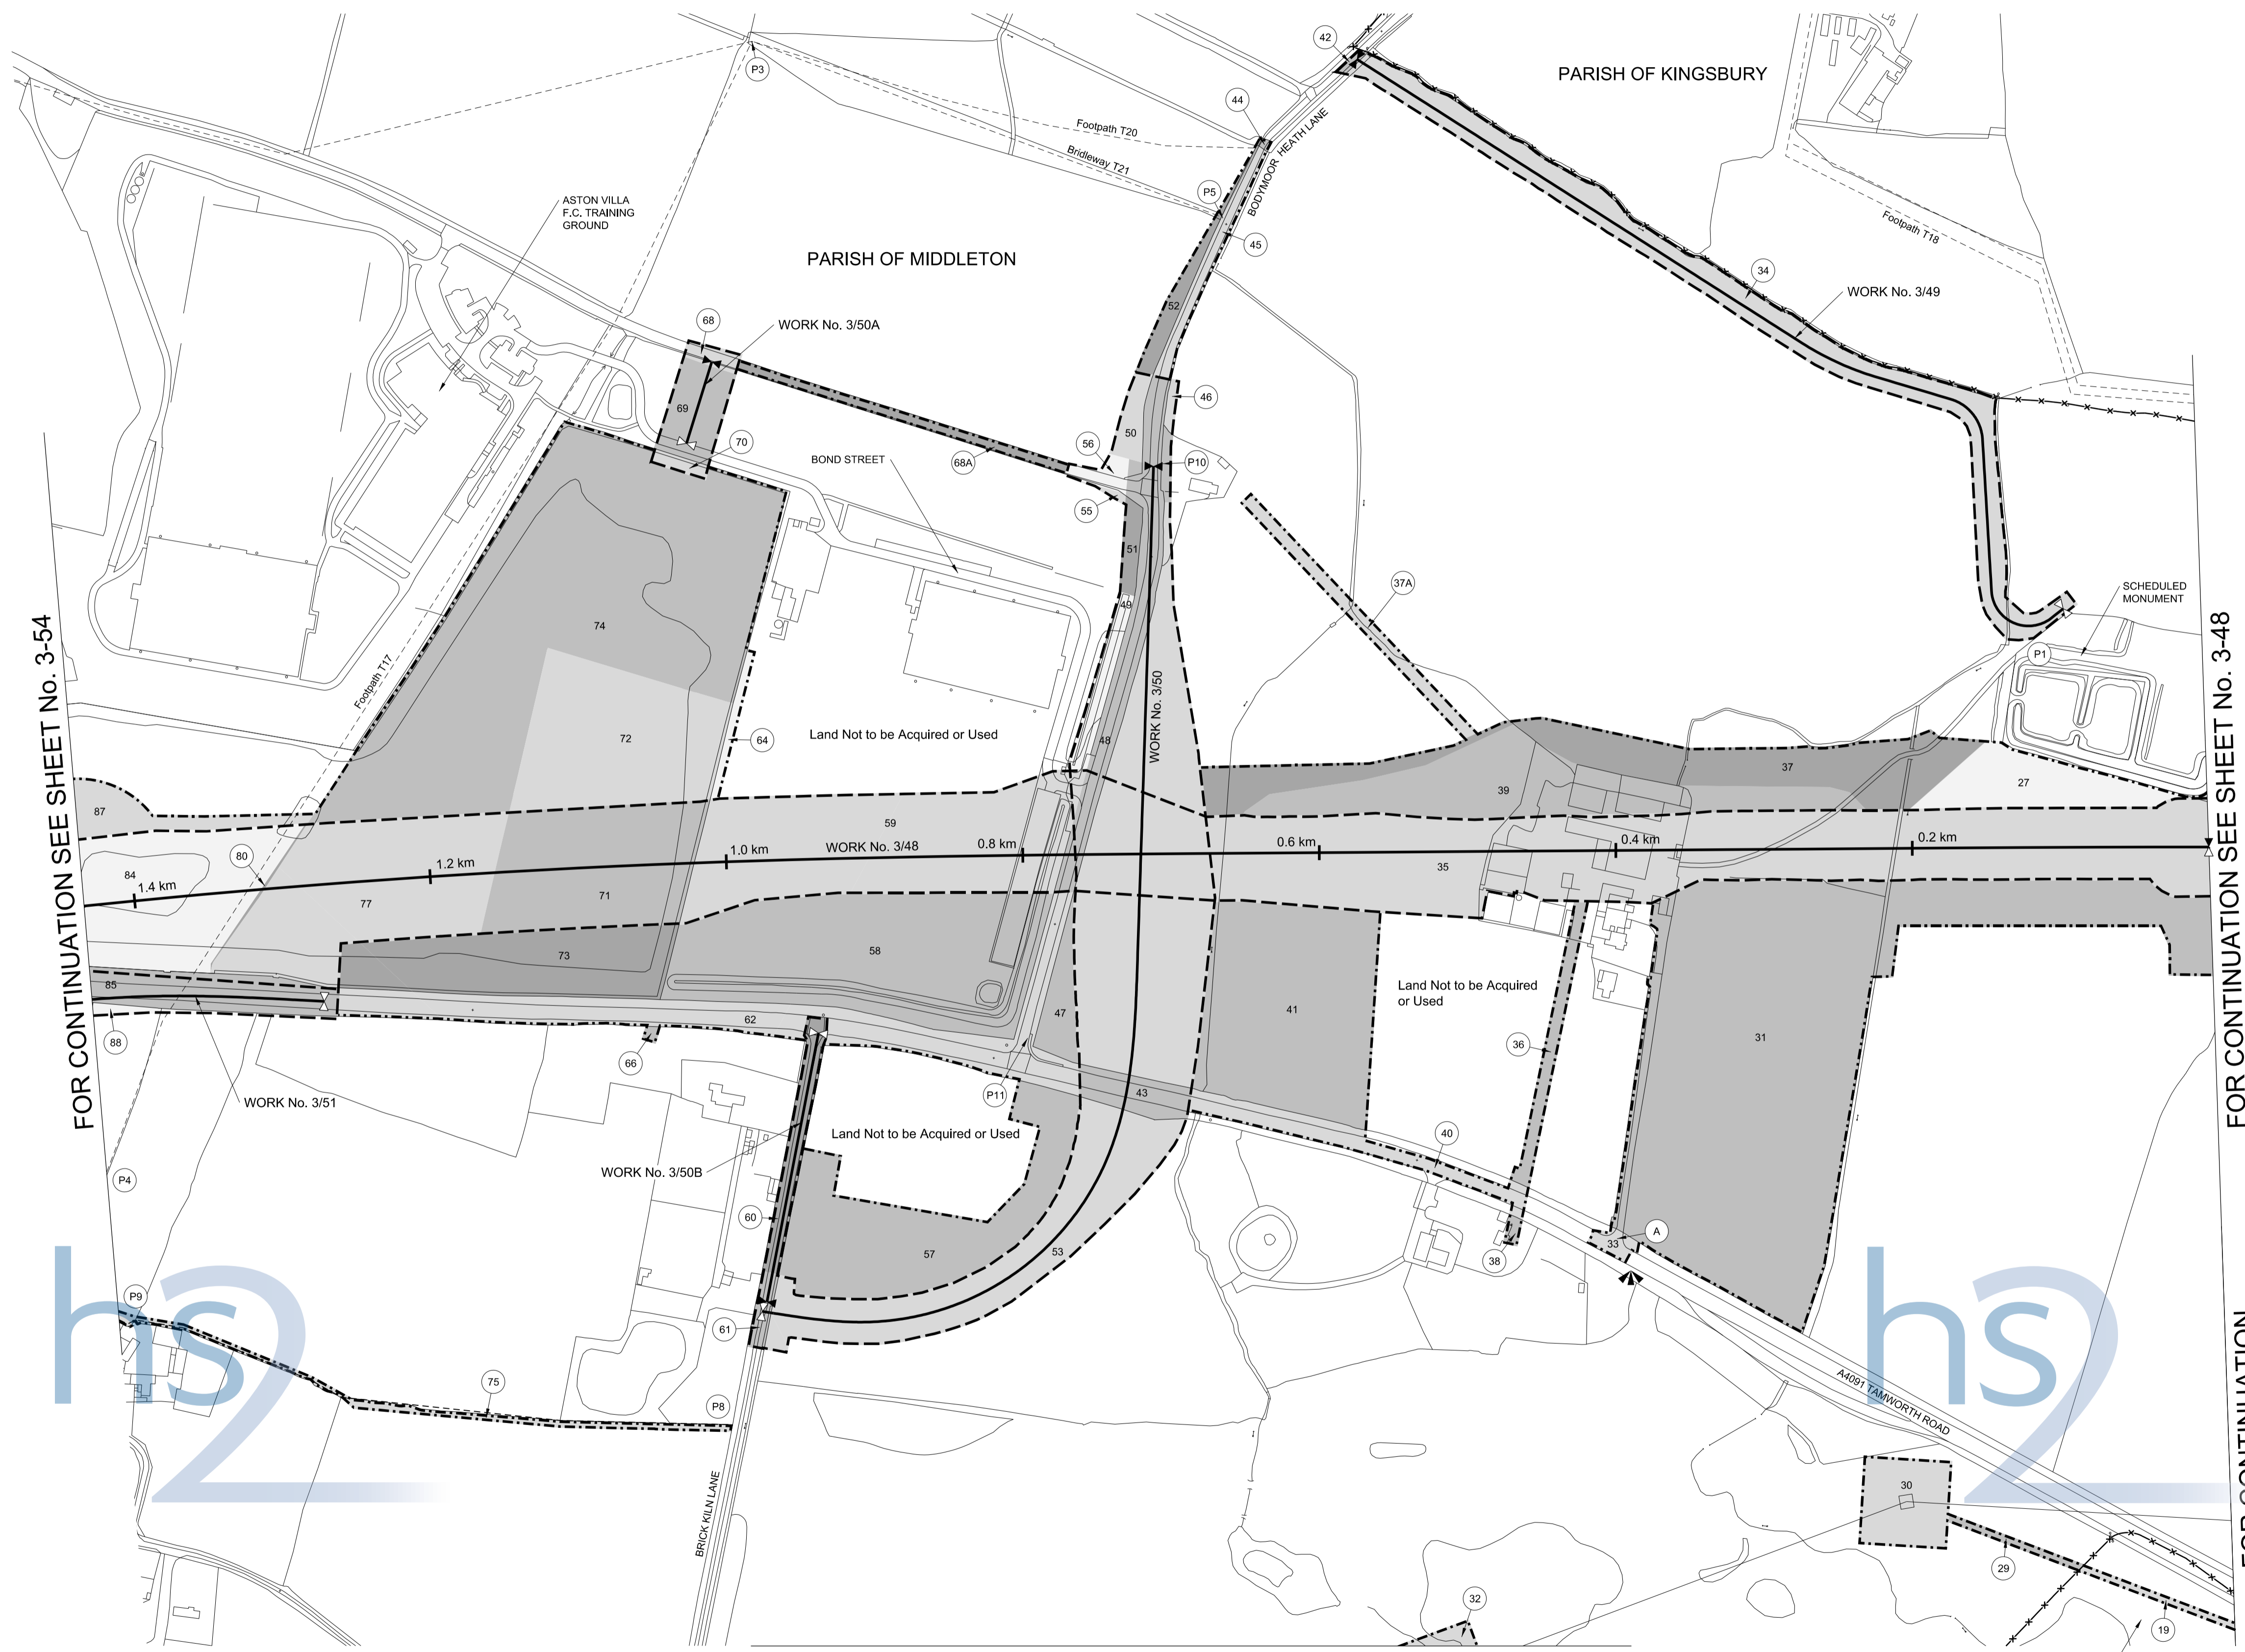 42
PARISH OF KINGSBURY
P3
44
Footpath T20
BODYMOOR HEATH LANE
Bridleway T21
P5
ASTON VILLA
F.C. TRAINING
GROUND
45
Footpath T18
PARISH OF MIDDLETON
34
WORK No. 3/49
52
68
WORK No. 3/50A
69
46
50
70
56
BOND STREET
68A
P10
55
51
37A
SCHEDULED
MONUMENT
49
74
P1
Footpath T17
WORK No. 3/50
FOR CONTINUATION SEE SHEET No. 3-54
FOR CONTINUATION SEE SHEET No. 3-48
72
64
Land Not to be Acquired or Used
48
37
27
39
87
59
80
1.2 km
1.0 km
WORK No. 3/48
0.8 km
0.6 km
0.4 km
0.2 km
84
1.4 km
77
71
35
73
58
85
88
62
47
41
Land Not to be Acquired
or Used
31
36
66
P11
43
WORK No. 3/51
Land Not to be Acquired or Used
40
WORK No. 3/50B
P4
60
57
53
A
33
38
P9
61
hs2
hs2
75
P8
A4091 TAMWORTH ROAD
BRICK KILN LANE
30
29
32
19
FOR CONTINUATION